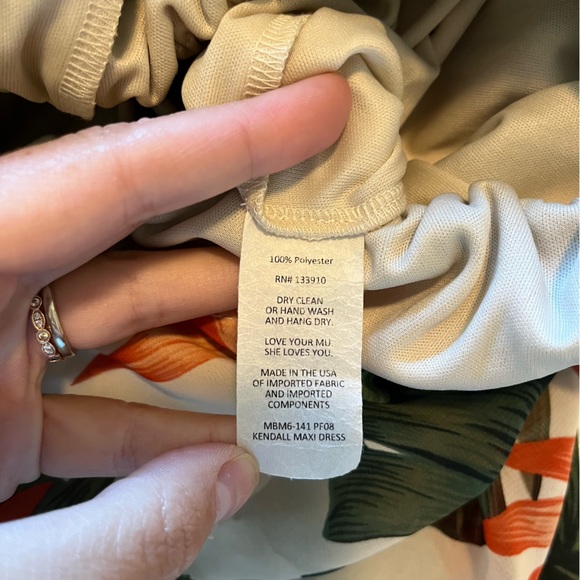 100% Polyester
RN# 133910
DRY CLEAN
OR HAND WASH
AND HANG DRY.
LOVE YOUR MU
SHE LOVES YOU.
MADE IN THE USA
OF IMPORTED FABRIC
AND IMPORTED
COMPONENTS
MBM6-141 PF08
KENDALL MAXI DRESS